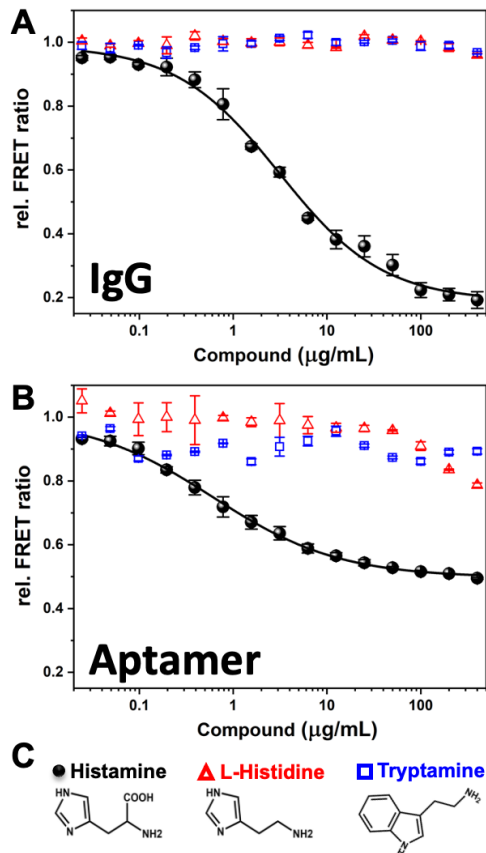 A
rel. FRET ratio
1.0
0.8
0.6
0.4
0.2
IgG
0.1
1
10
100
Compound (μg/mL)
B
rel. FRET ratio
1.0
0.8
0.6
0.4
0.2
Aptamer
0.1
1
10
100
Compound (μg/mL)
C
Histamine L-Histidine Tryptamine
HN COOH N NH2
HN N NH2
NH2 N